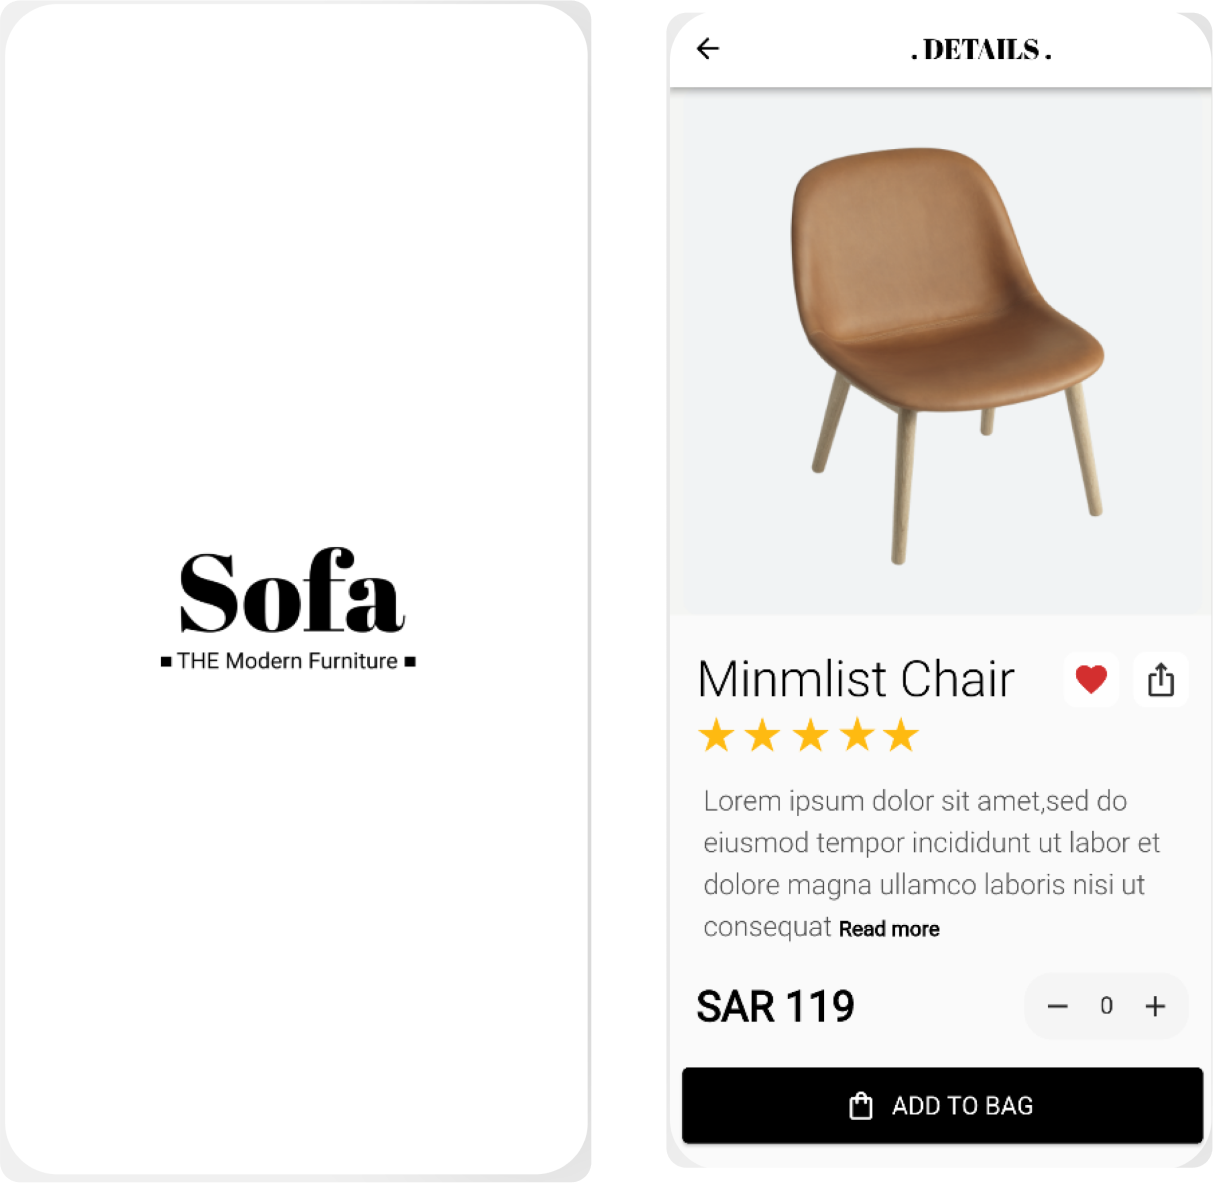 Sofa
THE Modern Furniture
. DETAILS .
Minmlist Chair
Lorem ipsum dolor sit amet,sed do
eiusmod tempor incididunt ut labor et
dolore magna ullamco laboris nisi ut
consequat Read more
SAR 119
0
ADD TO BAG